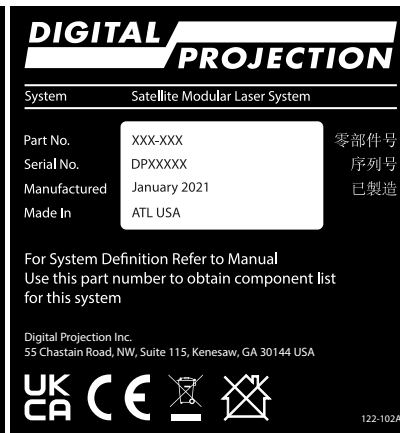 DIGITAL
PROJECTION
System Satellite Modular Laser System
Part No. XXX-XXX 零部件号
Serial No. DPXXXXX 序列号
Manufactured January 2021 已製造
Made In ATL USA
For System Definition Refer to Manual
Use this part number to obtain component list
for this system
Digital Projection Inc.
55 Chastain Road, NW, Suite 115, Kenesaw, GA 30144 USA
UK
CA CE
122-102A